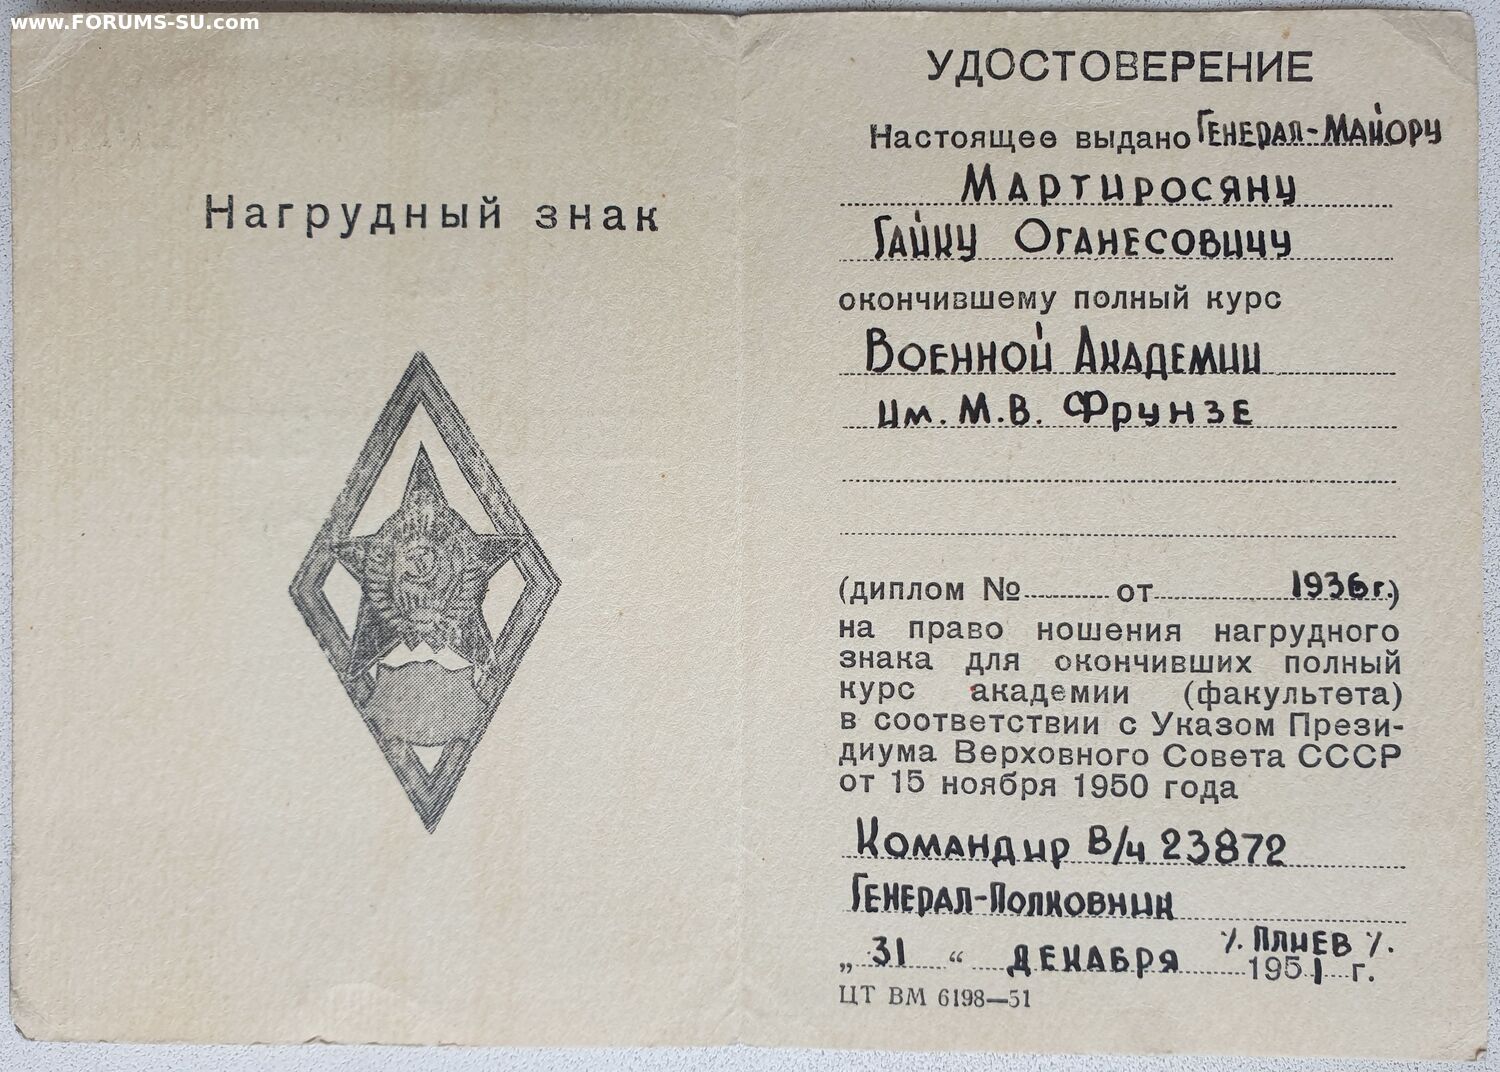 www.FORUMS-SU.com
Нагрудный знак
УДОСТОВЕРЕНИЕ
Настоящее выдано Генерал-Майору
Мартиросяну
Гайку Оганесовичу
окончившему полный курс
Военной Академии
им. М.В. Фрунзе
(диплом № от 1936 г.)
на право ношения нагрудного
знака для окончивших полный
курс академии (факультета)
в соответствии с Указом Прези-
диума Верховного Совета СССР
от 15 ноября 1950 года
Командир В/ч 23872
Генерал-Полковник
٪ Плиев ٪
„ 31 “ декабря 1951 г.
ЦТ ВМ 6198—51